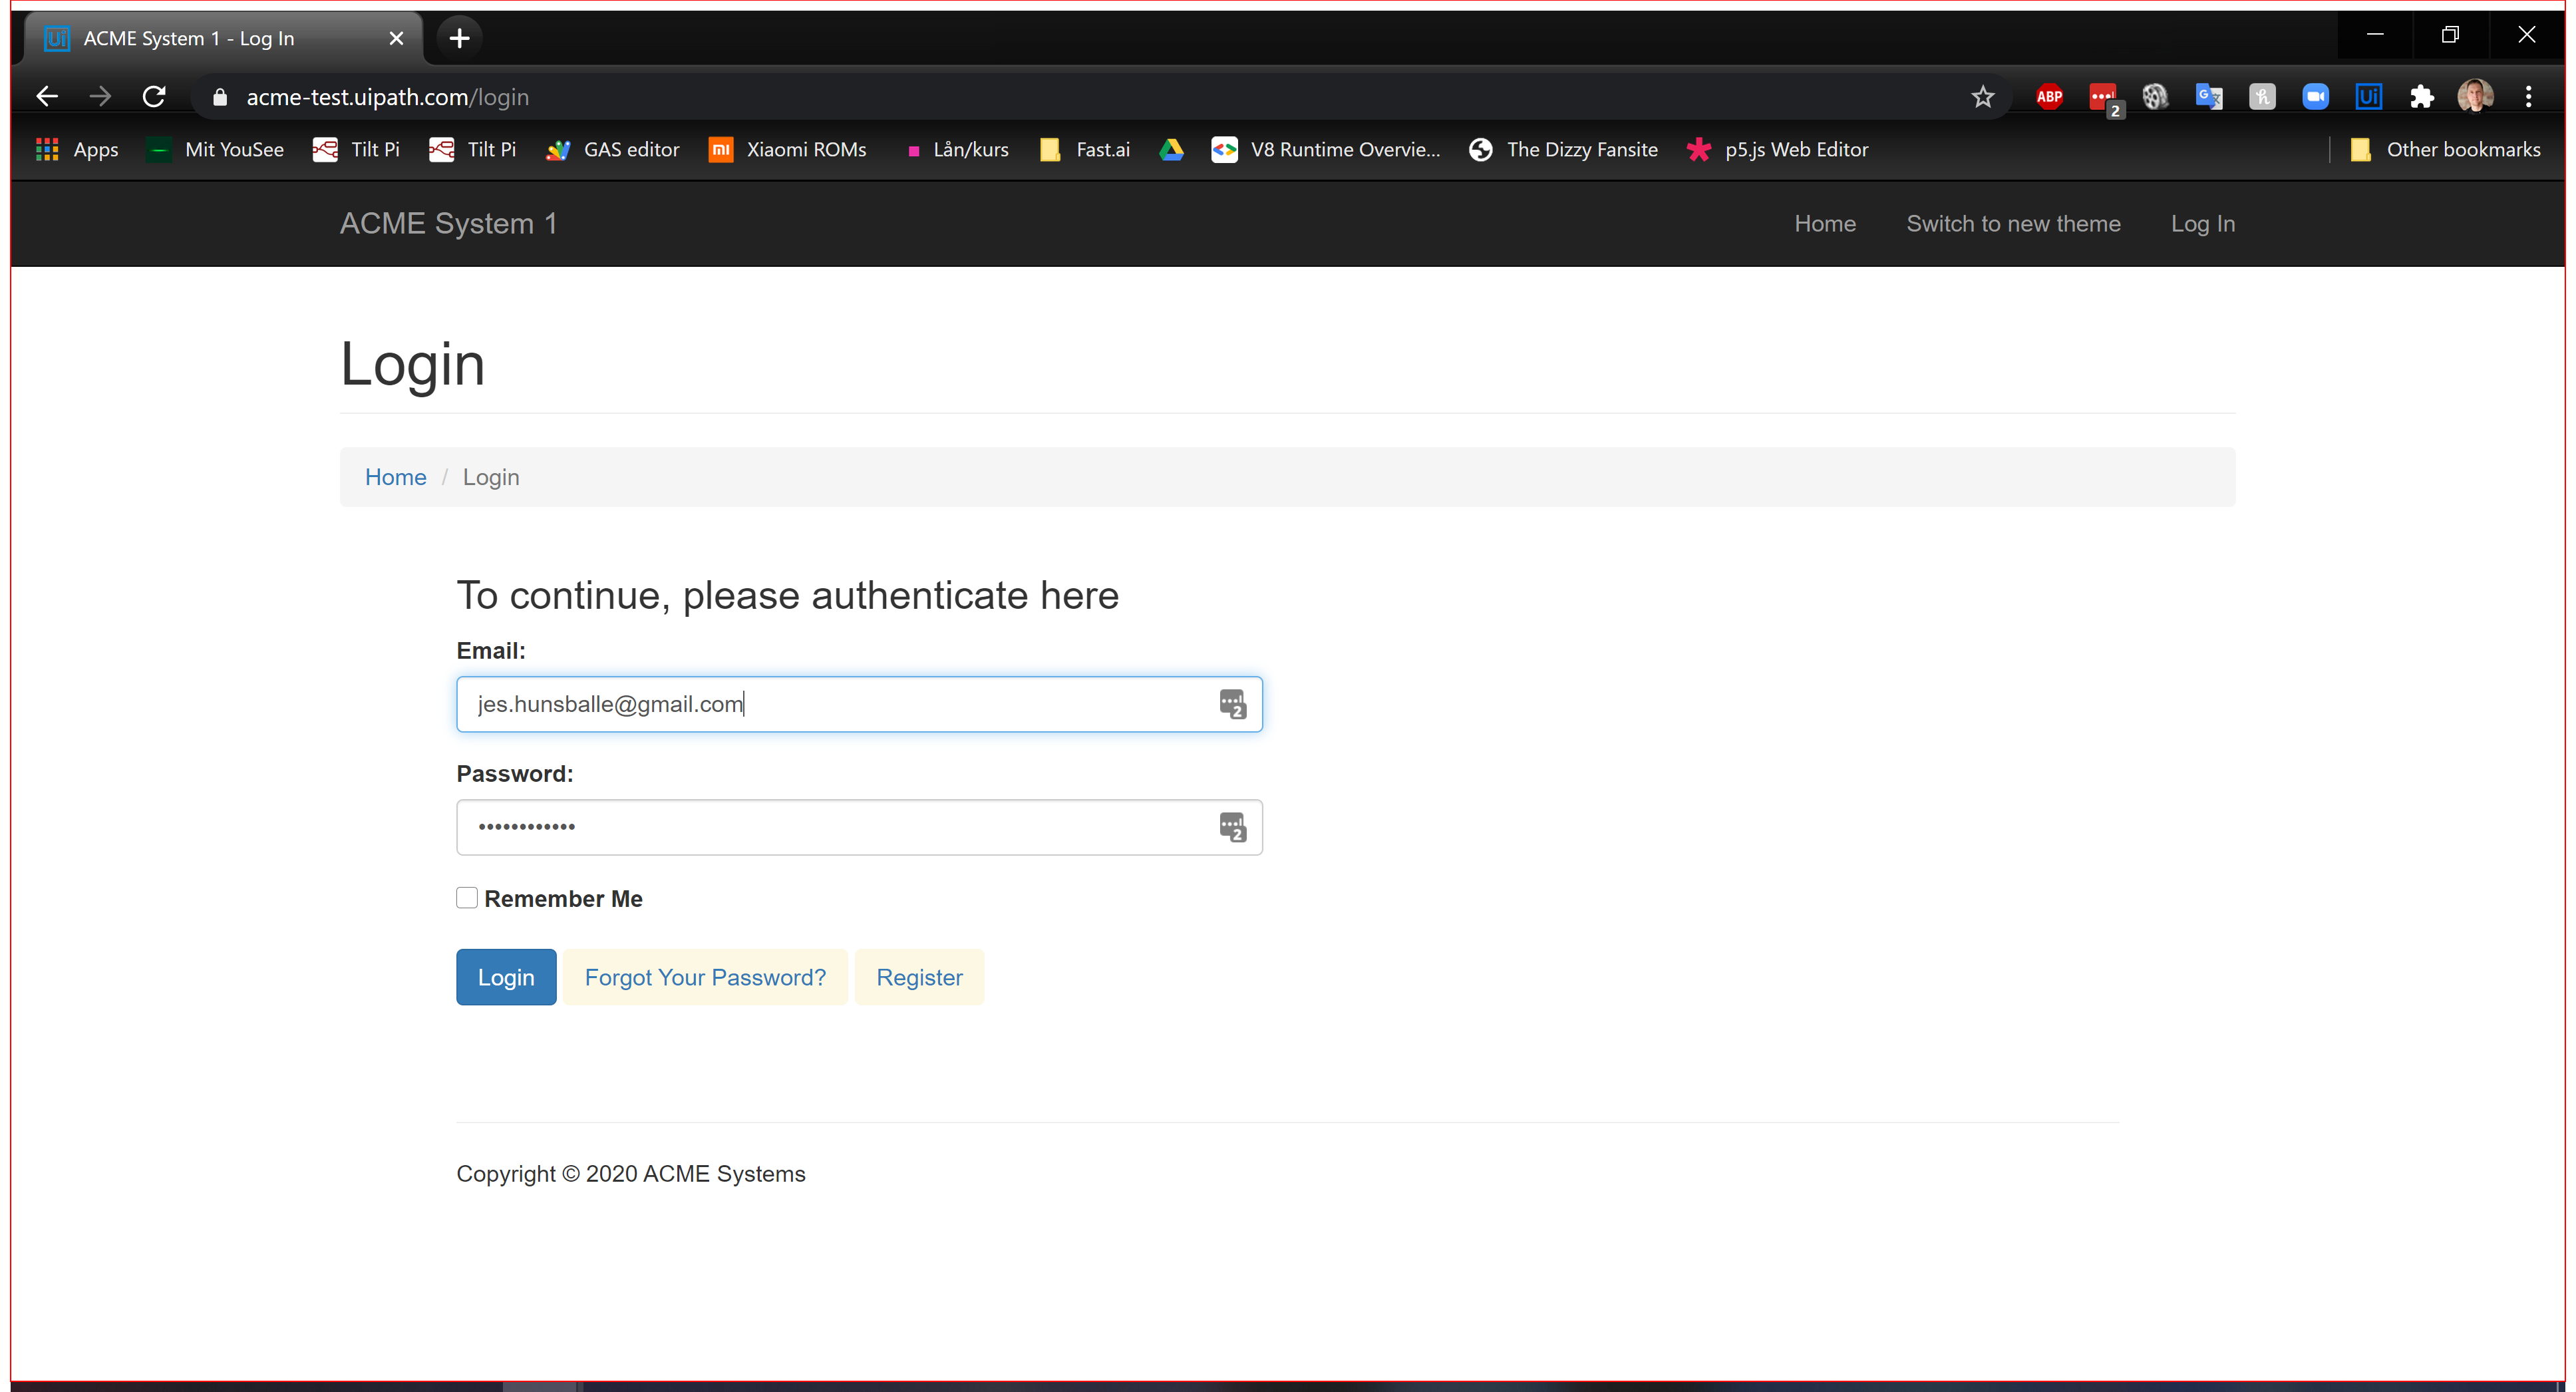 ACME System 1 - Log In
acme-test.uipath.com/login
ABP 2
Apps Mit YouSee Tilt Pi Tilt Pi GAS editor Xiaomi ROMs Lån/kurs Fast.ai V8 Runtime Overvie... The Dizzy Fansite p5.js Web Editor Other bookmarks
ACME System 1 Home Switch to new theme Log In
Login
Home / Login
To continue, please authenticate here
Email:
jes.hunsballe@gmail.com
Password:
••••••••••••
Remember Me
Login Forgot Your Password? Register
Copyright © 2020 ACME Systems